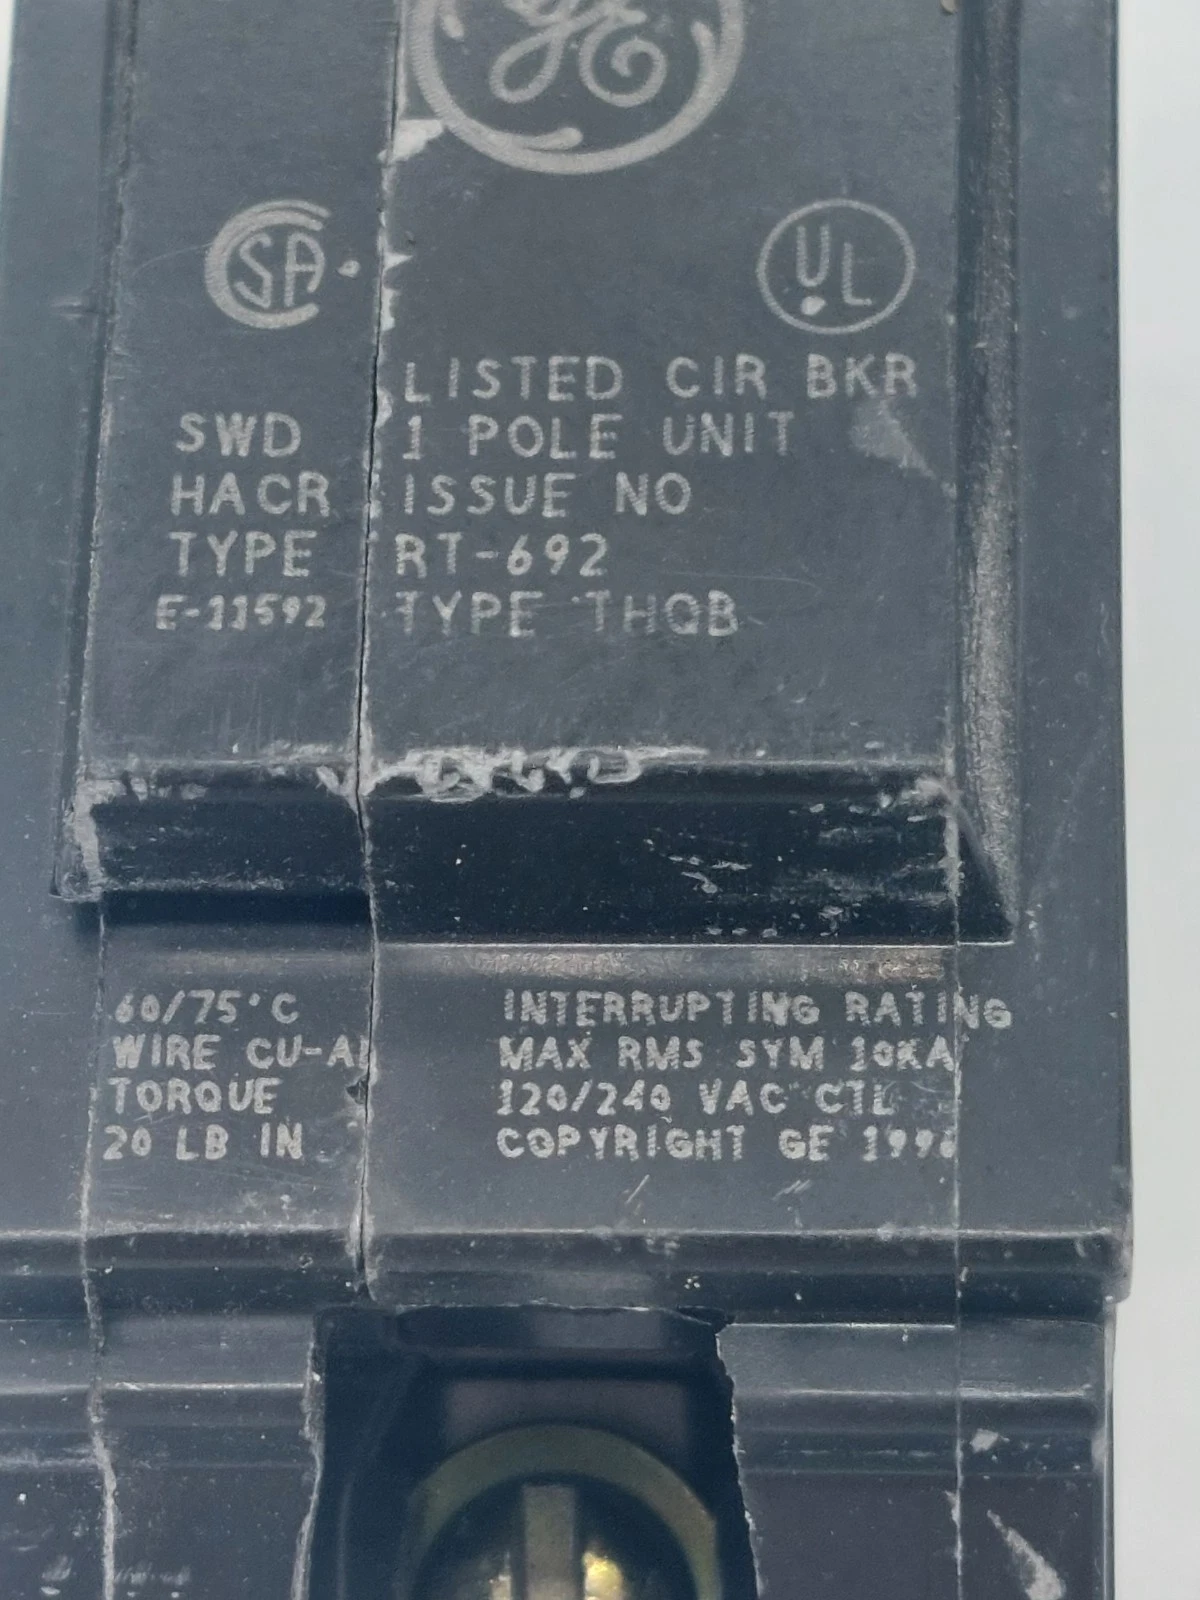 GE
SA UL
LISTED CIR BKR
SWD 1 POLE UNIT
HACR ISSUE NO
TYPE RT-692
E-11592 TYPE THQB
60/75°C
WIRE CU-AL
TORQUE
20 LB IN
INTERRUPTING RATING
MAX RMS SYM 10KA
120/240 VAC CTL
COPYRIGHT GE